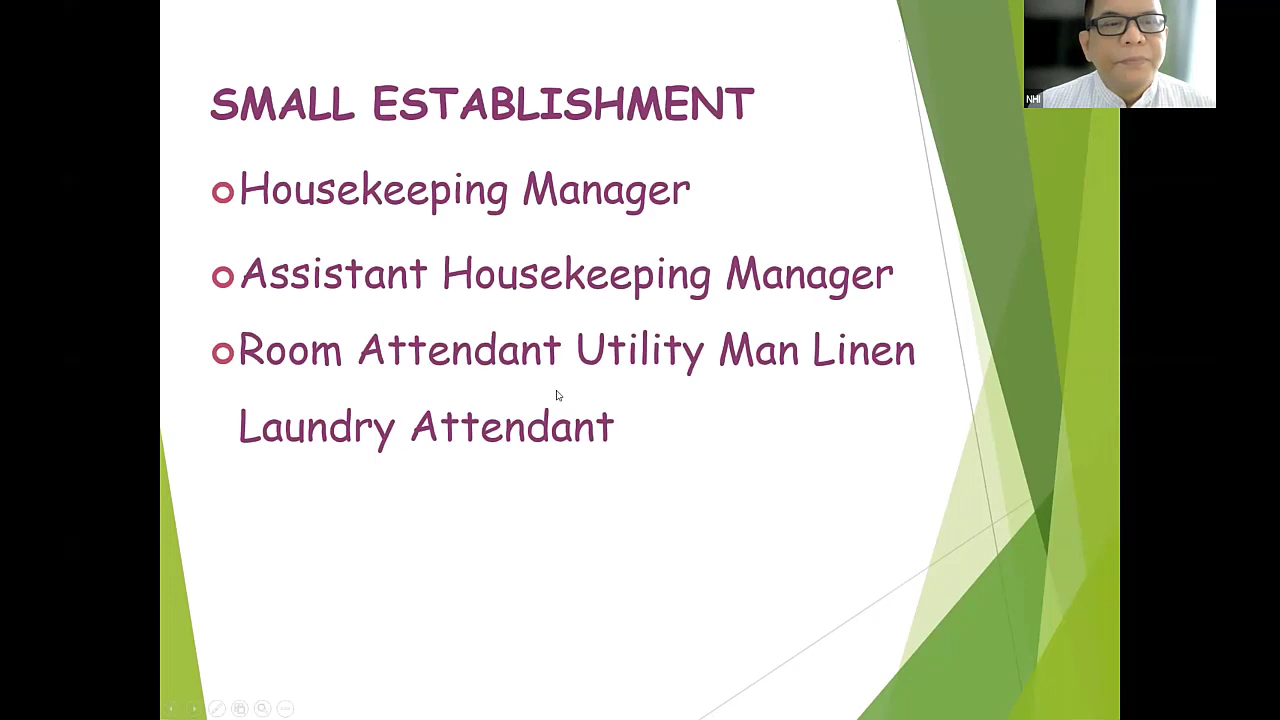 SMALL ESTABLISHMENT
Housekeeping Manager
Assistant Housekeeping Manager
Room Attendant Utility Man Linen
Laundry Attendant
NHI